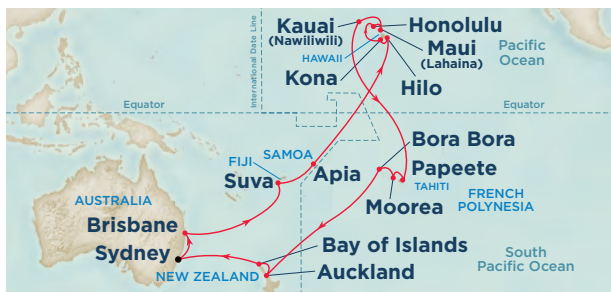 Kauai
(Nawiliwili)
Honolulu
Maui
(Lahaina)
HAWAII
Kona
Hilo
Pacific
Ocean
International Date Line
Equator
Equator
Bora Bora
Papeete
TAHITI
Moorea
FRENCH
POLYNESIA
SAMOA
Apia
FIJI
Suva
AUSTRALIA
Brisbane
Sydney
NEW ZEALAND
Bay of Islands
Auckland
South
Pacific Ocean